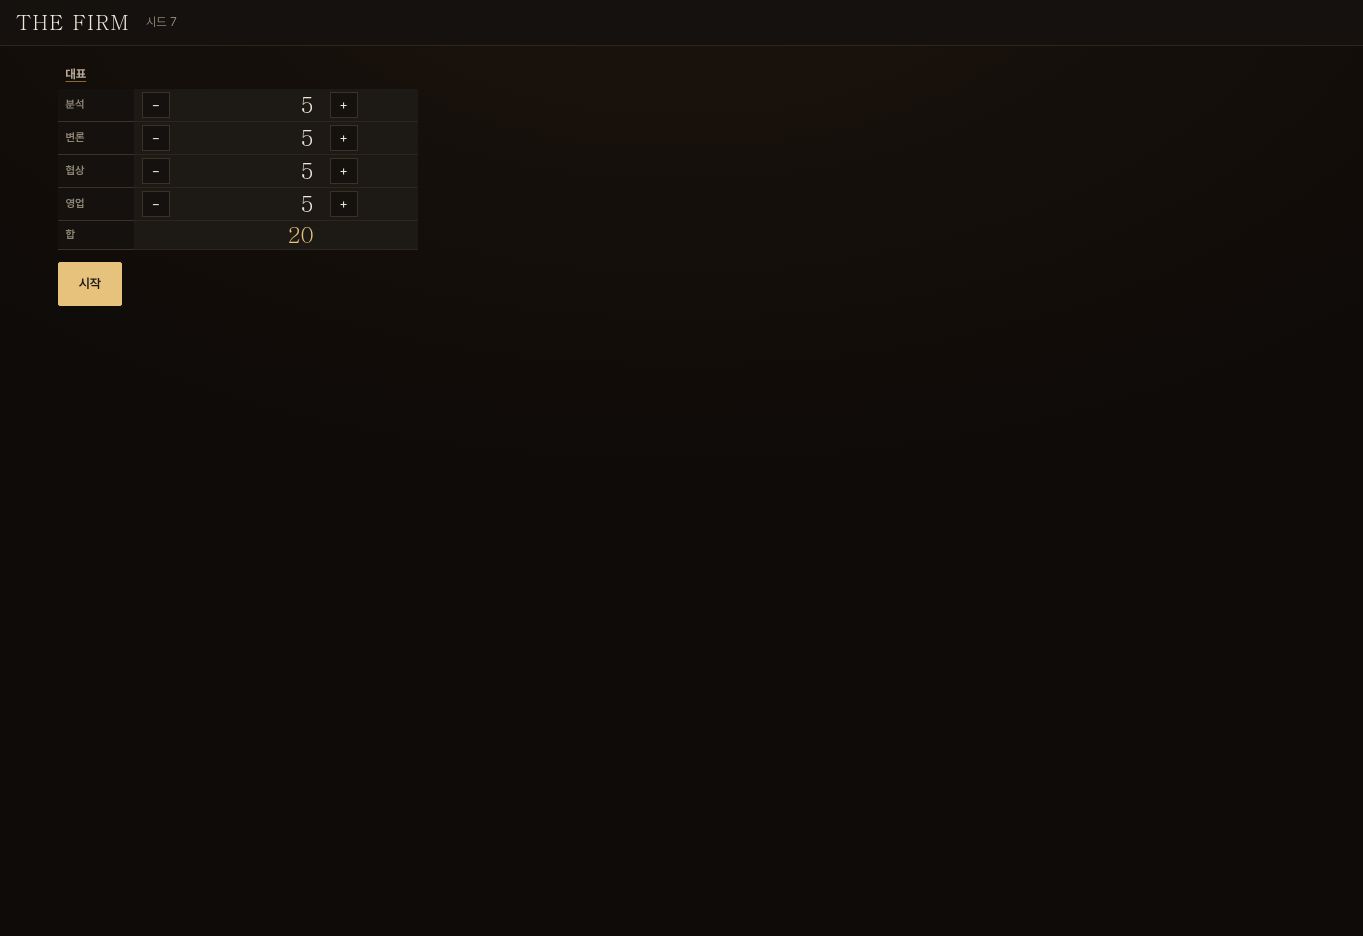 THE FIRM 시드 7
대표
분석 – 5 +
변론 – 5 +
협상 – 5 +
영업 – 5 +
합 20
시작